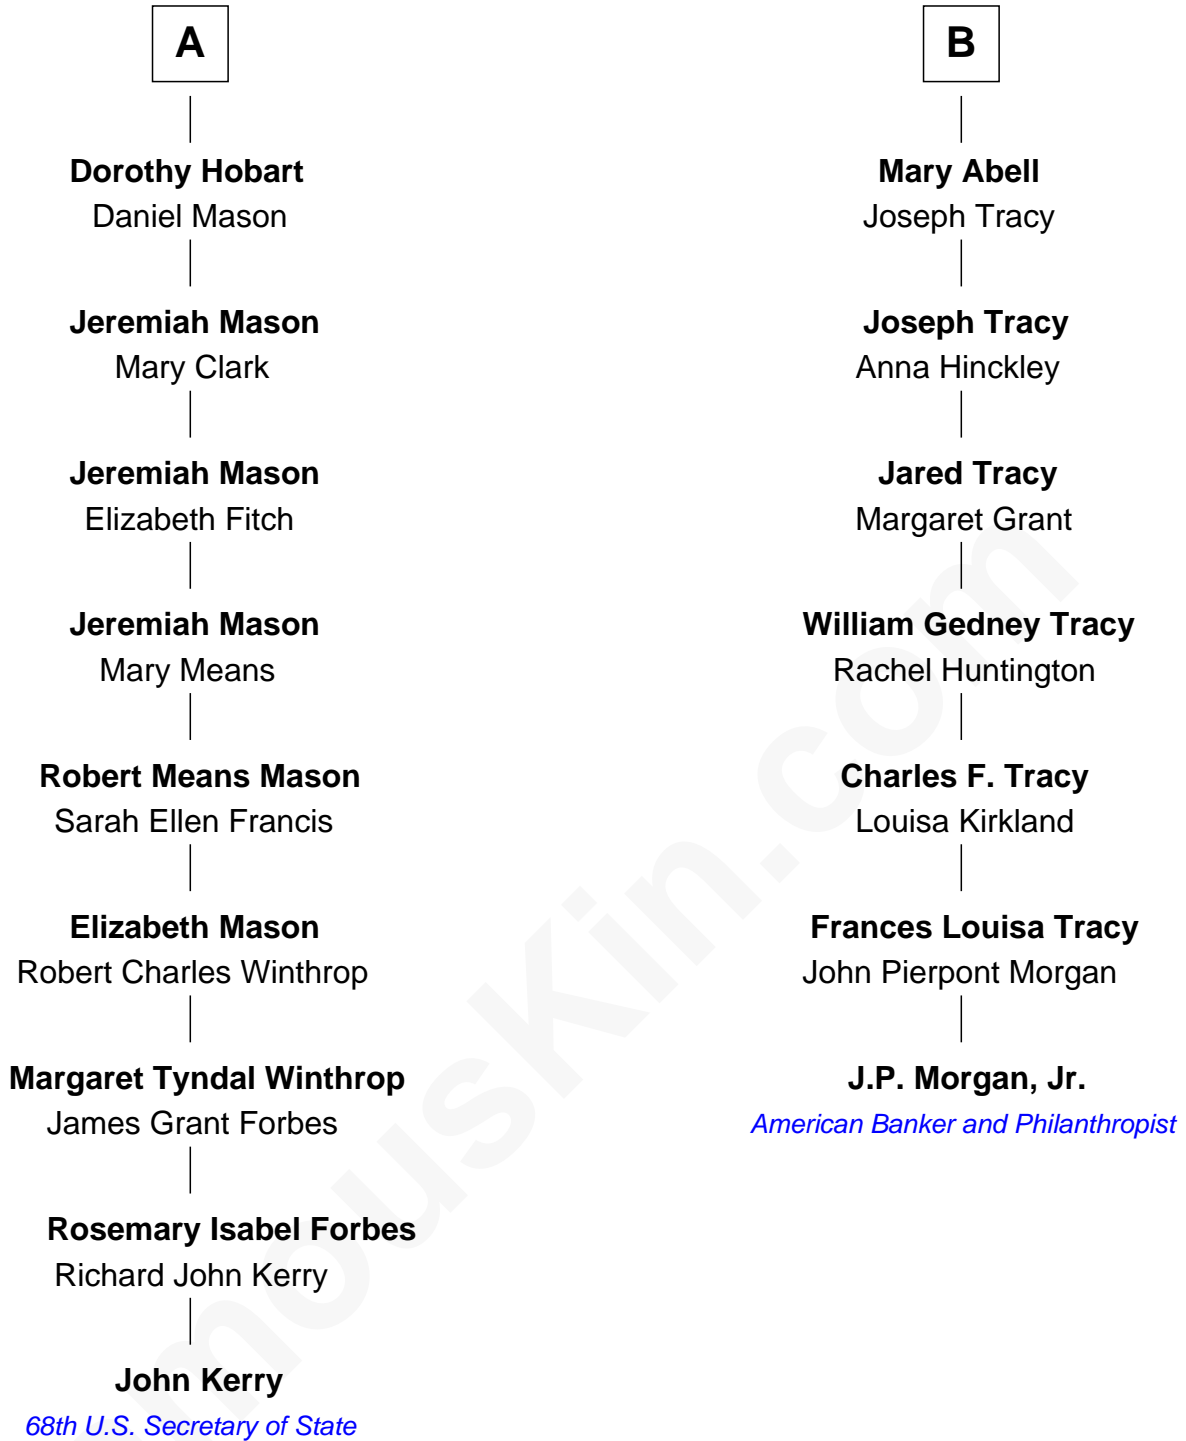 A
Dorothy Hobart
Daniel Mason
Jeremiah Mason
Mary Clark
Jeremiah Mason
Elizabeth Fitch
Jeremiah Mason
Mary Means
Robert Means Mason
Sarah Ellen Francis
Elizabeth Mason
Robert Charles Winthrop
Margaret Tyndal Winthrop
James Grant Forbes
Rosemary Isabel Forbes
Richard John Kerry
John Kerry
68th U.S. Secretary of State
B
Mary Abell
Joseph Tracy
Joseph Tracy
Anna Hinckley
Jared Tracy
Margaret Grant
William Gedney Tracy
Rachel Huntington
Charles F. Tracy
Louisa Kirkland
Frances Louisa Tracy
John Pierpont Morgan
J.P. Morgan, Jr.
American Banker and Philanthropist
mousKin.com